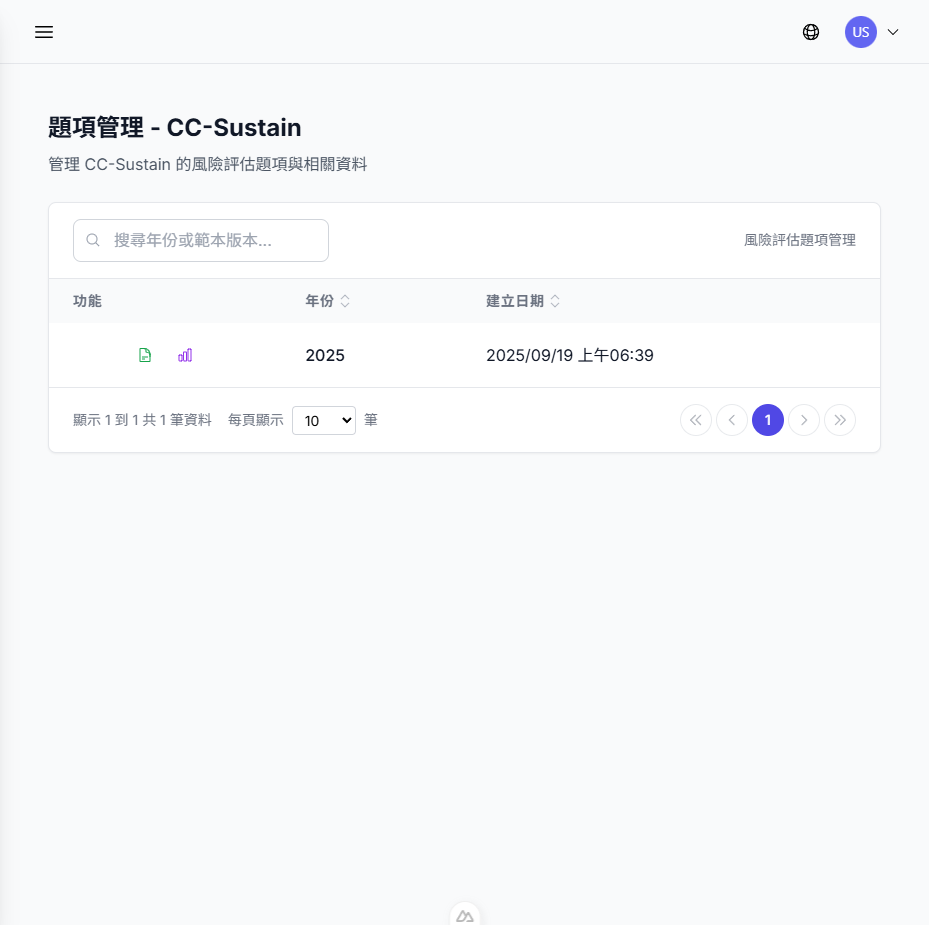 US
題項管理 - CC-Sustain
管理 CC-Sustain 的風險評估題項與相關資料
搜尋年份或範本版本...
風險評估題項管理
功能 年份 建立日期
2025 2025/09/19 上午06:39
顯示 1 到 1 共 1 筆資料 每頁顯示 10 筆 1